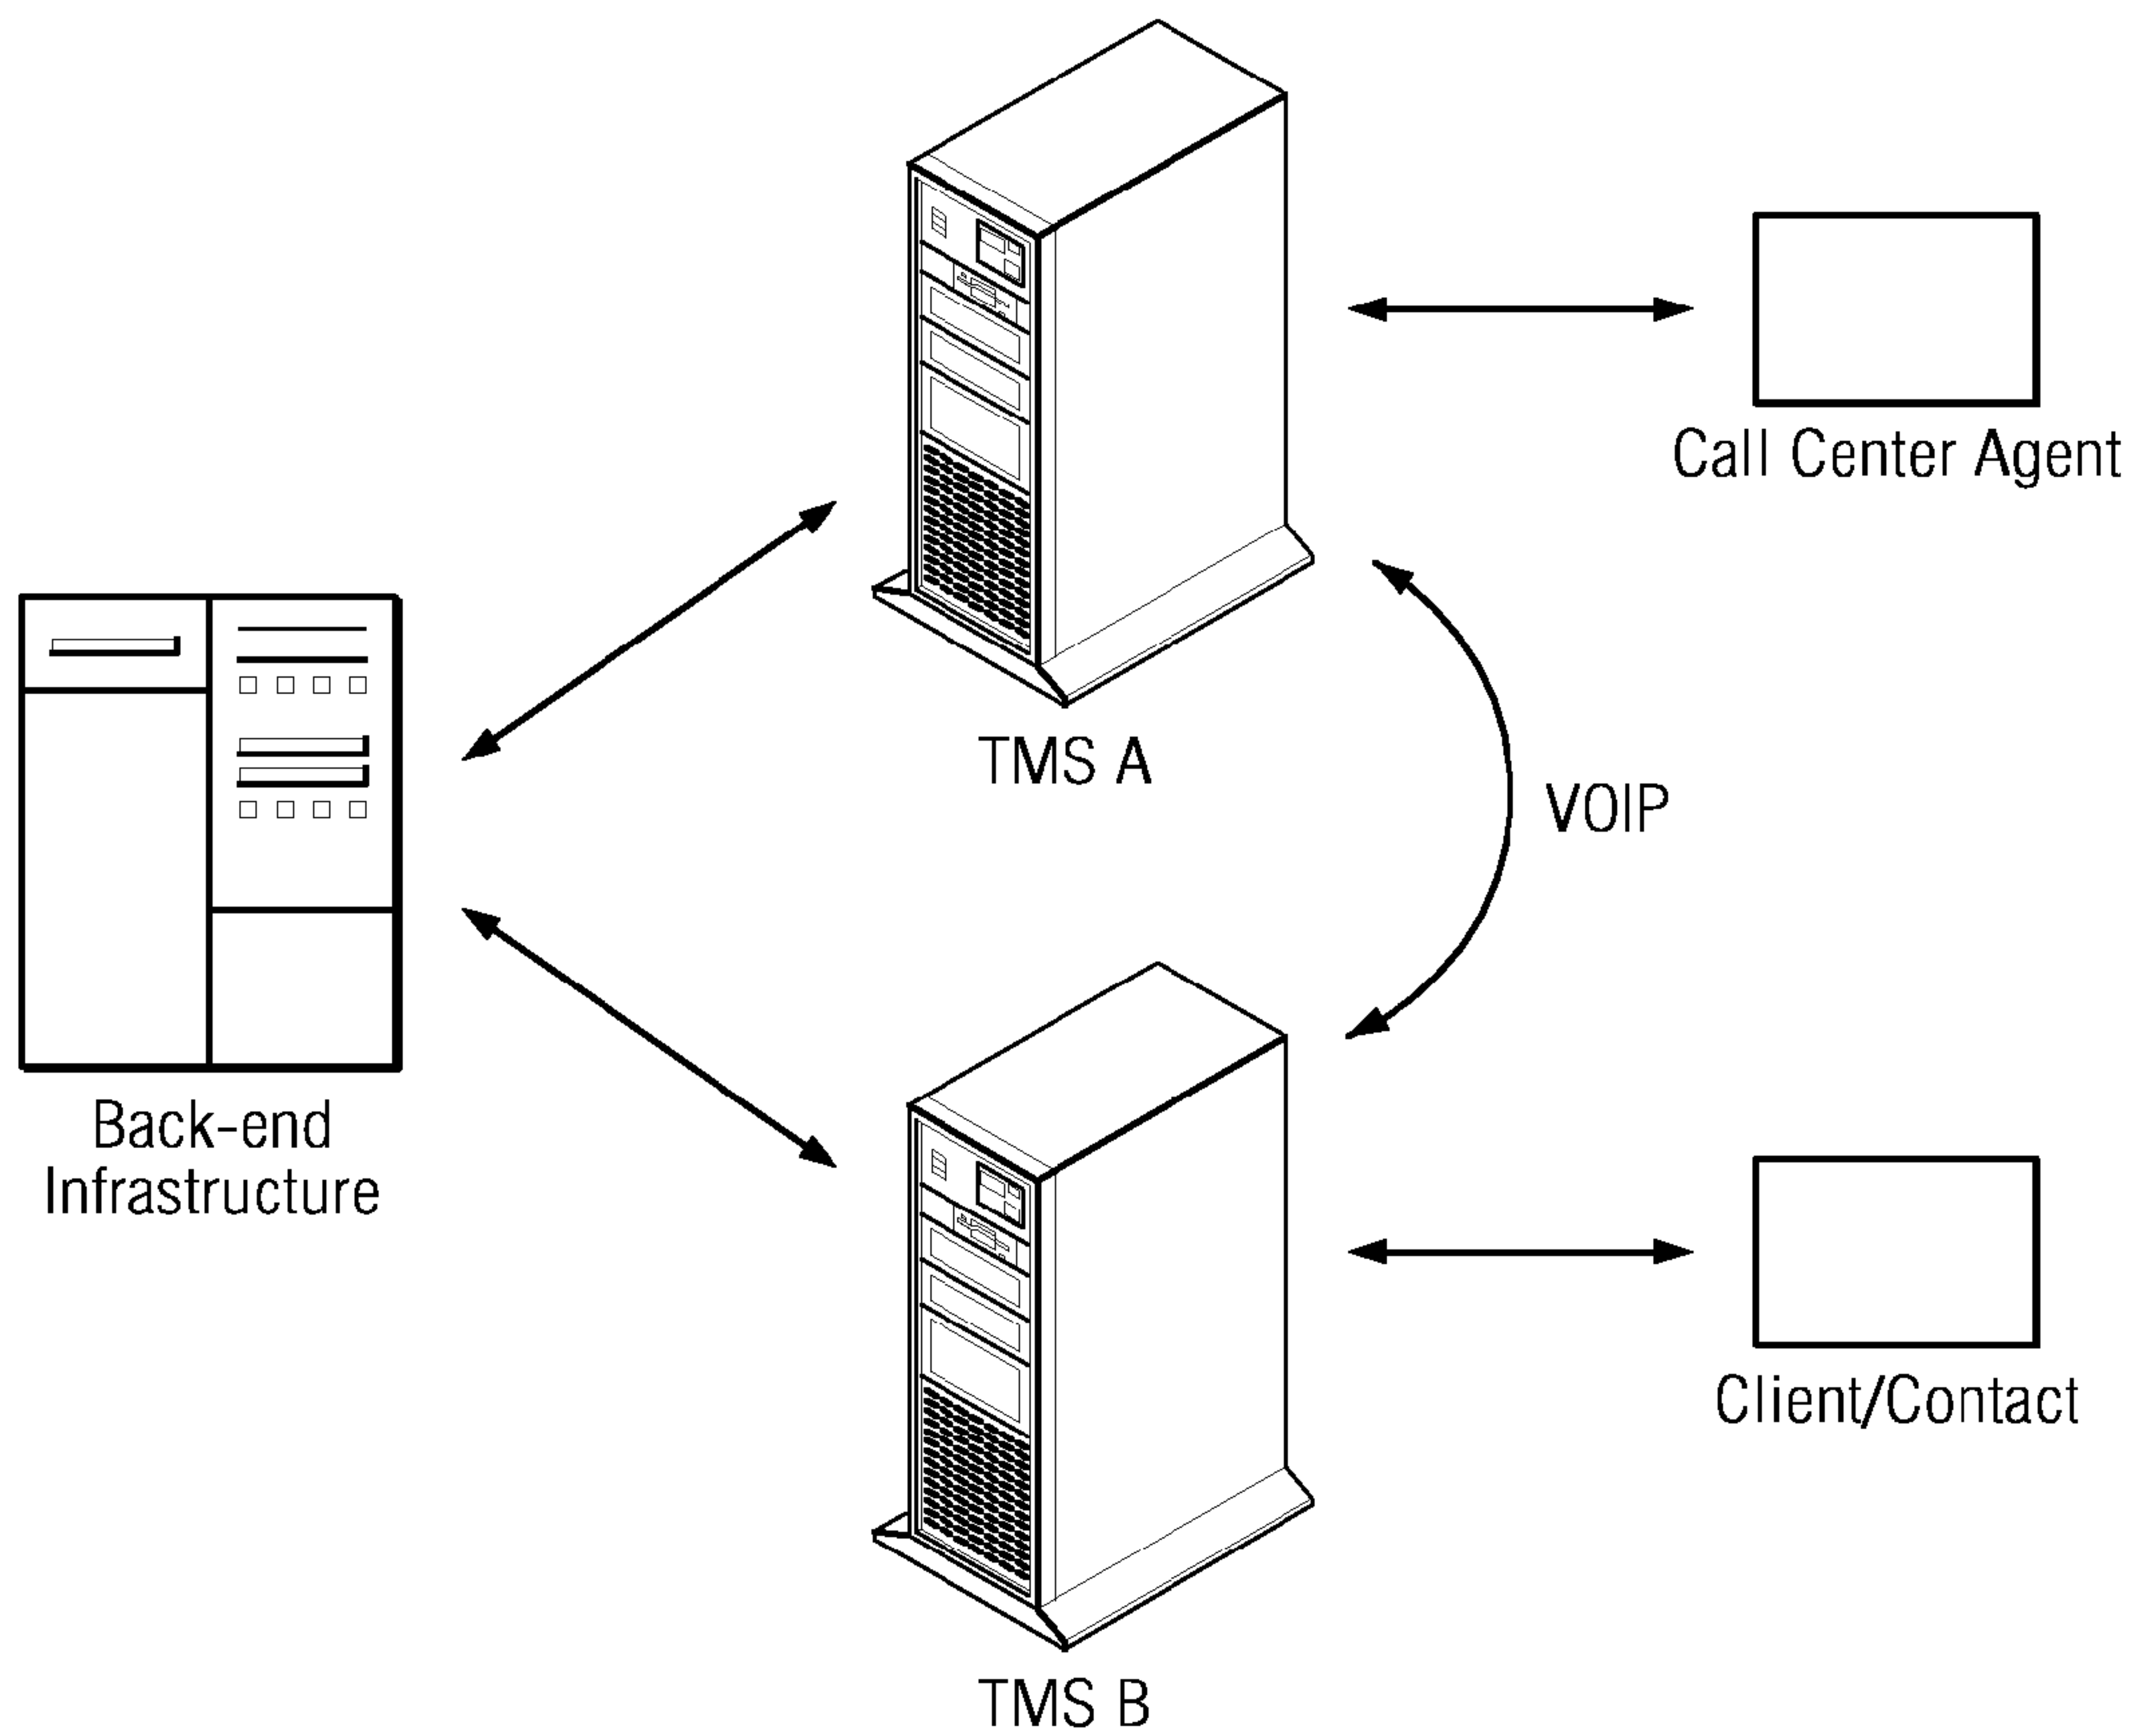 Call Center Agent
TMS A
VOIP
Back-end
Infrastructure
Client/Contact
TMS B